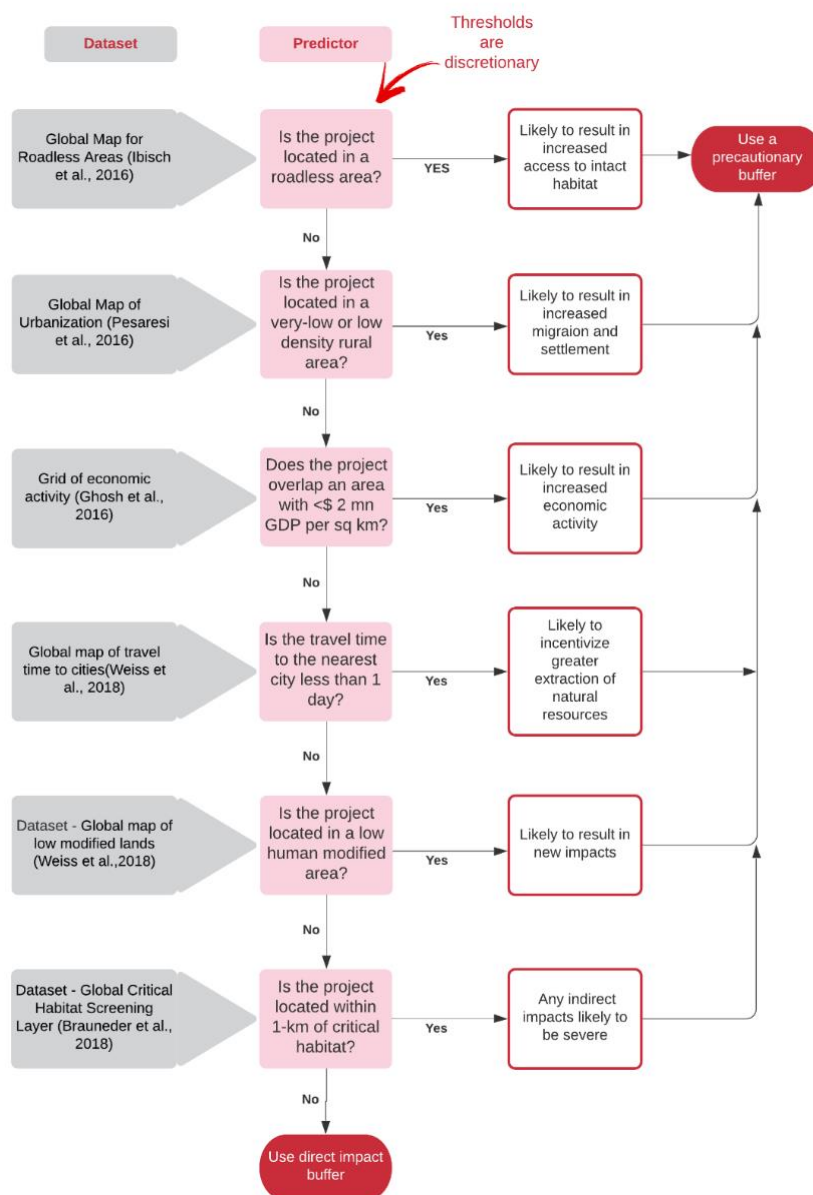 Dataset
Predictor
Thresholds
are
discretionary
Global Map for
Roadless Areas (Ibisch
et al., 2016)
Is the project
located in a
roadless area?
YES
Likely to result in
increased
access to intact
habitat
Use a
precautionary
buffer
No
Global Map of
Urbanization (Pesaresi
et al., 2016)
Is the project
located in a
very-low or low
density rural
area?
Yes
Likely to result in
increased
migraion and
settlement
No
Grid of economic
activity (Ghosh et al.,
2016)
Does the project
overlap an area
with <$ 2 mn
GDP per sq km?
Yes
Likely to result in
increased
economic
activity
No
Global map of travel
time to cities(Weiss et
al., 2018)
Is the travel time
to the nearest
city less than 1
day?
Yes
Likely to
incentivize
greater
extraction of
natural
resources
No
Dataset - Global map of
low modified lands
(Weiss et al.,2018)
Is the project
located in a low
human modified
area?
Yes
Likely to result in
new impacts
No
Dataset - Global Critical
Habitat Screening
Layer (Brauneder et al.,
2018)
Is the project
located within
1-km of critical
habitat?
Yes
Any indirect
impacts likely to
be severe
No
Use direct impact
buffer